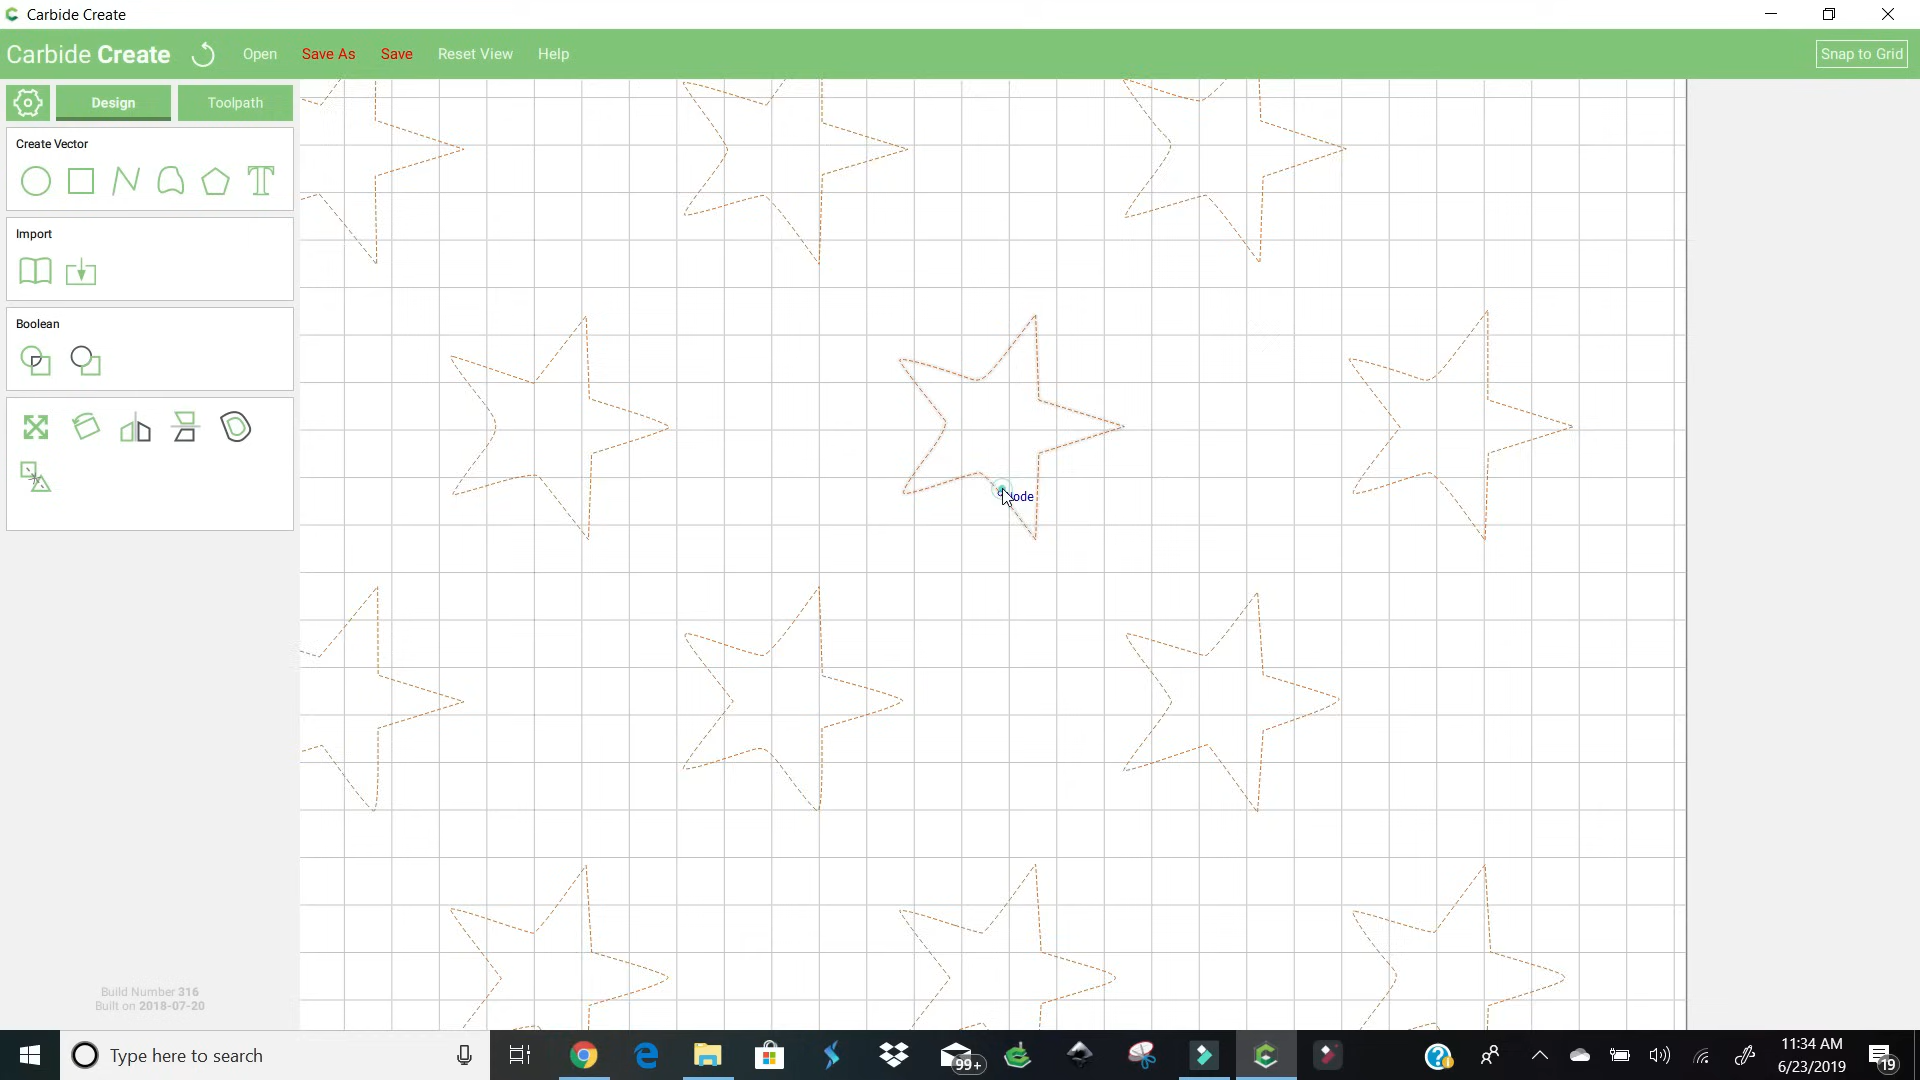 Carbide Create
Carbide Create Open Save As Save Reset View Help Snap to Grid
Design Toolpath
Create Vector
Import
Boolean
Build Number 316
Built on 2018-07-20
Type here to search
99+
11:34 AM
6/23/2019
19